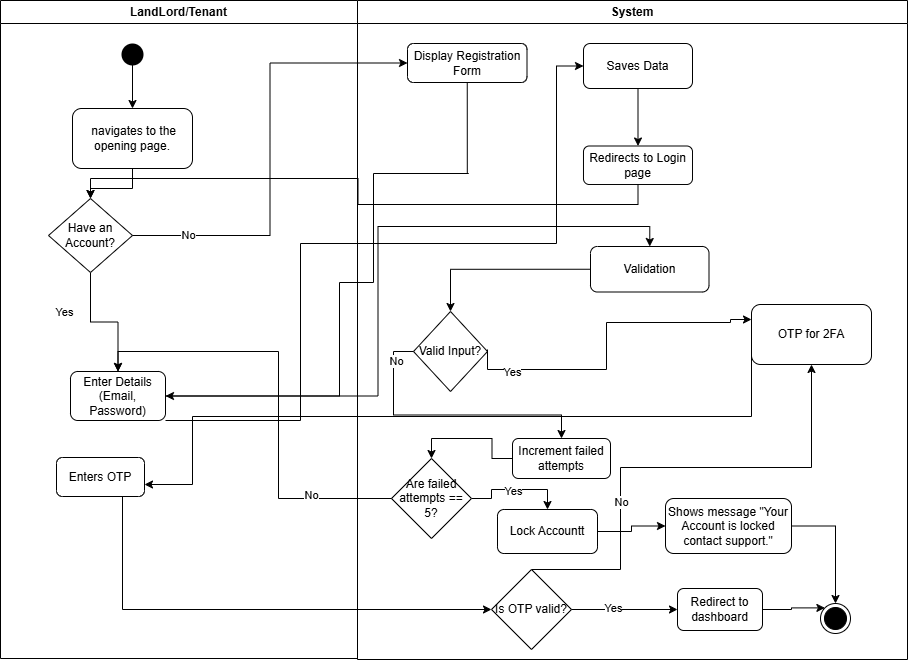 LandLord/Tenant
System
navigates to the
opening page.
Have an
Account?
No
Yes
Enter Details
(Email,
Password)
Enters OTP
Display Registration
Form
Saves Data
Redirects to Login
page
Validation
Valid Input?
Yes
No
OTP for 2FA
Increment failed
attempts
Are failed
attempts ==
5?
No
Yes
Lock Accountt
Shows message "Your
Account is locked
contact support."
No
Is OTP valid?
Yes
Redirect to
dashboard